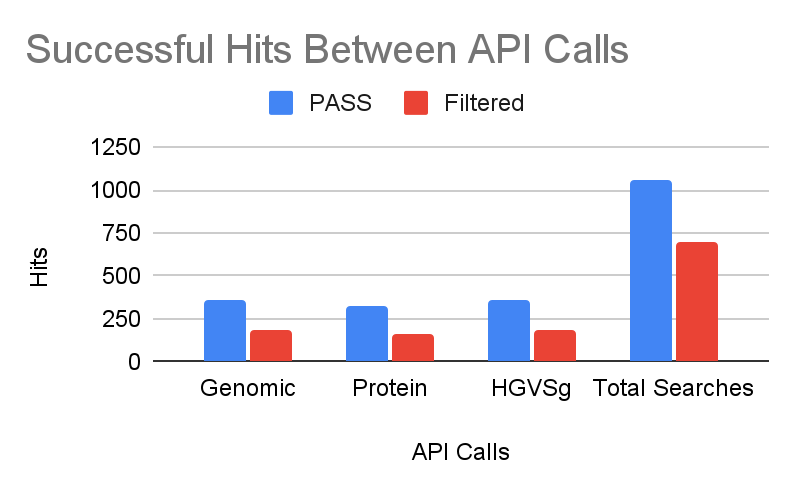 Successful Hits Between API Calls
PASS Filtered
1250
1000
750
500
250
0
Hits
Genomic Protein HGVSg Total Searches
API Calls